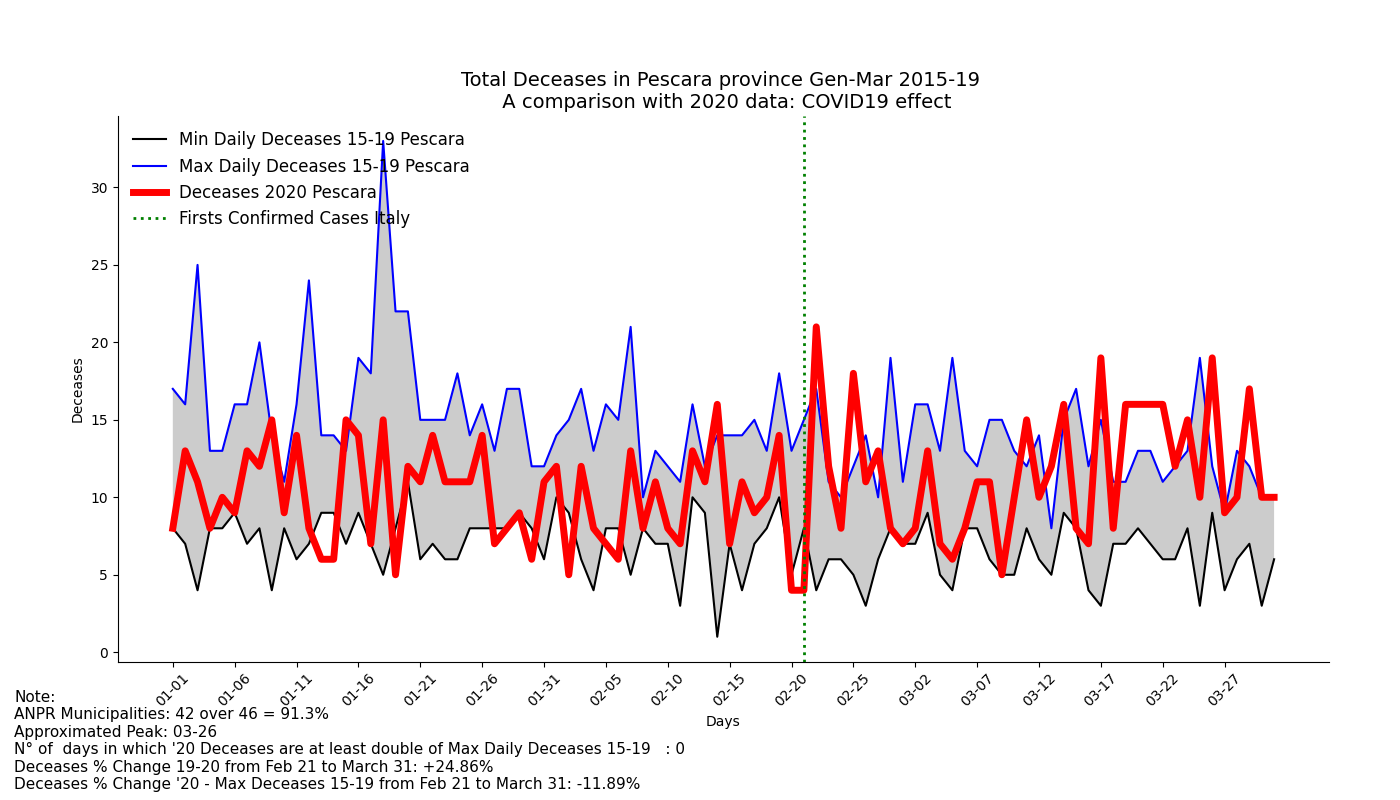 Total Deceases in Pescara province Gen-Mar 2015-19
A comparison with 2020 data: COVID19 effect
Min Daily Deceases 15-19 Pescara
Max Daily Deceases 15-19 Pescara
Deceases 2020 Pescara
Firsts Confirmed Cases Italy
Deceases
30
25
20
15
10
5
0
01-01
01-06
01-11
01-16
01-21
01-26
01-31
02-05
02-10
02-15
02-20
02-25
03-02
03-07
03-12
03-17
03-22
03-27
Days
Note:
ANPR Municipalities: 42 over 46 = 91.3%
Approximated Peak: 03-26
N° of  days in which '20 Deceases are at least double of Max Daily Deceases 15-19   : 0
Deceases % Change 19-20 from Feb 21 to March 31: +24.86%
Deceases % Change '20 - Max Deceases 15-19 from Feb 21 to March 31: -11.89%